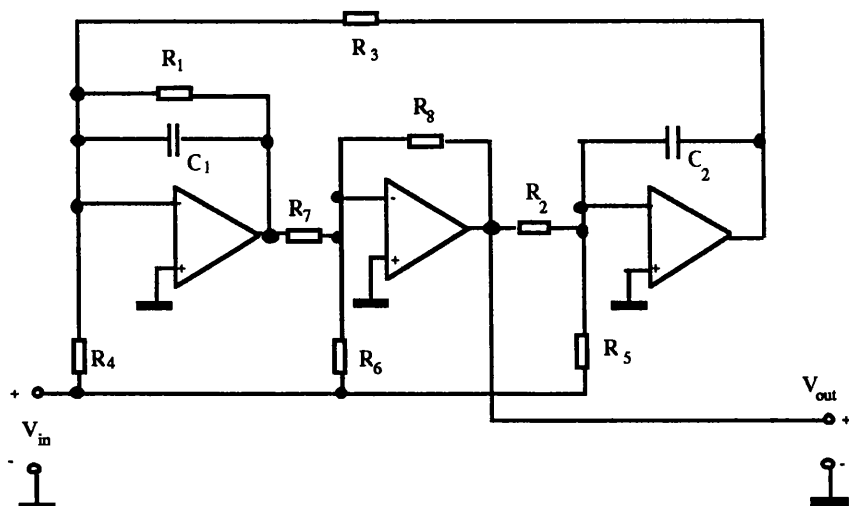 R3
R1
R8
C1
C2
R7
R2
-
-
+
+
+
R4
R6
R5
+
Vin
-
Vout
+
-